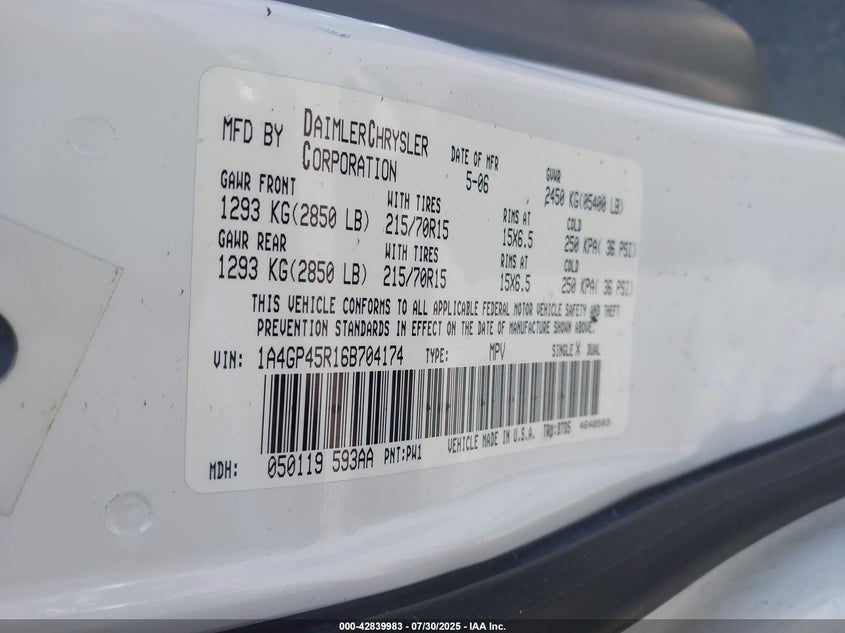 MFD BY DAIMLERCHRYSLER CORPORATION
DATE OF MFR 5-06
GVWR 2450 KG(05400 LB)
GAWR FRONT WITH TIRES RIMS AT COLD
1293 KG(2850 LB) 215/70R15 15X6.5 250 KPA( 36 PSI)
GAWR REAR WITH TIRES RIMS AT COLD
1293 KG(2850 LB) 215/70R15 15X6.5 250 KPA( 36 PSI)
THIS VEHICLE CONFORMS TO ALL APPLICABLE FEDERAL MOTOR VEHICLE SAFETY AND THEFT
PREVENTION STANDARDS IN EFFECT ON THE DATE OF MANUFACTURE SHOWN ABOVE.
VIN: 1A4GP45R16B704174 TYPE: MPV SINGLE X DUAL
VEHICLE MADE IN U.S.A.
MDH: 050119 593AA PNT:PW1
000-42839983 | 07/30/2025 - IAA Inc.